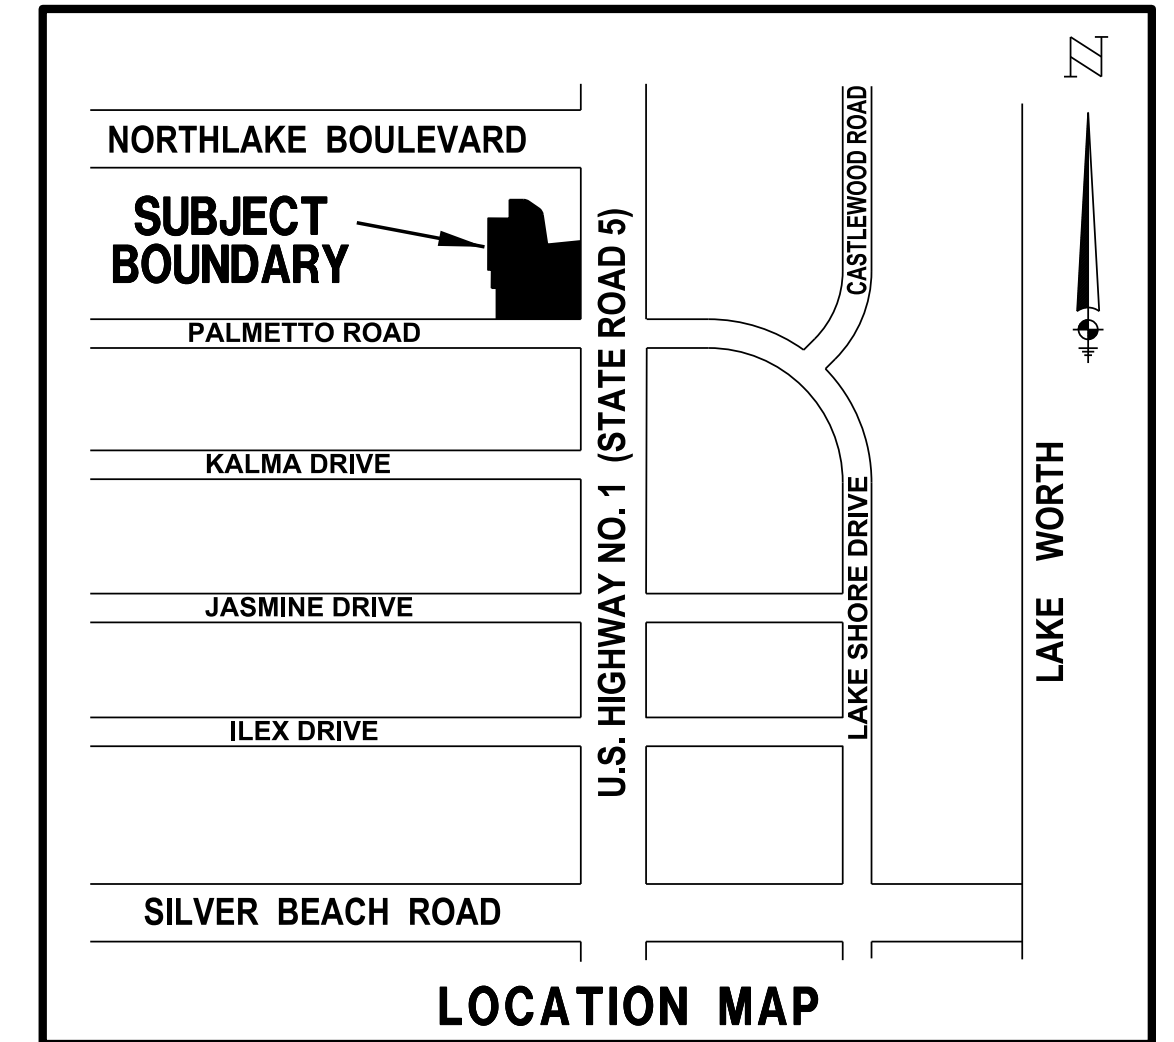 N
NORTHLAKE BOULEVARD
CASTLEWOOD ROAD
SUBJECT
BOUNDARY
PALMETTO ROAD
U.S. HIGHWAY NO. 1 (STATE ROAD 5)
KALMA DRIVE
LAKE WORTH
LAKE SHORE DRIVE
JASMINE DRIVE
ILEX DRIVE
SILVER BEACH ROAD
LOCATION MAP